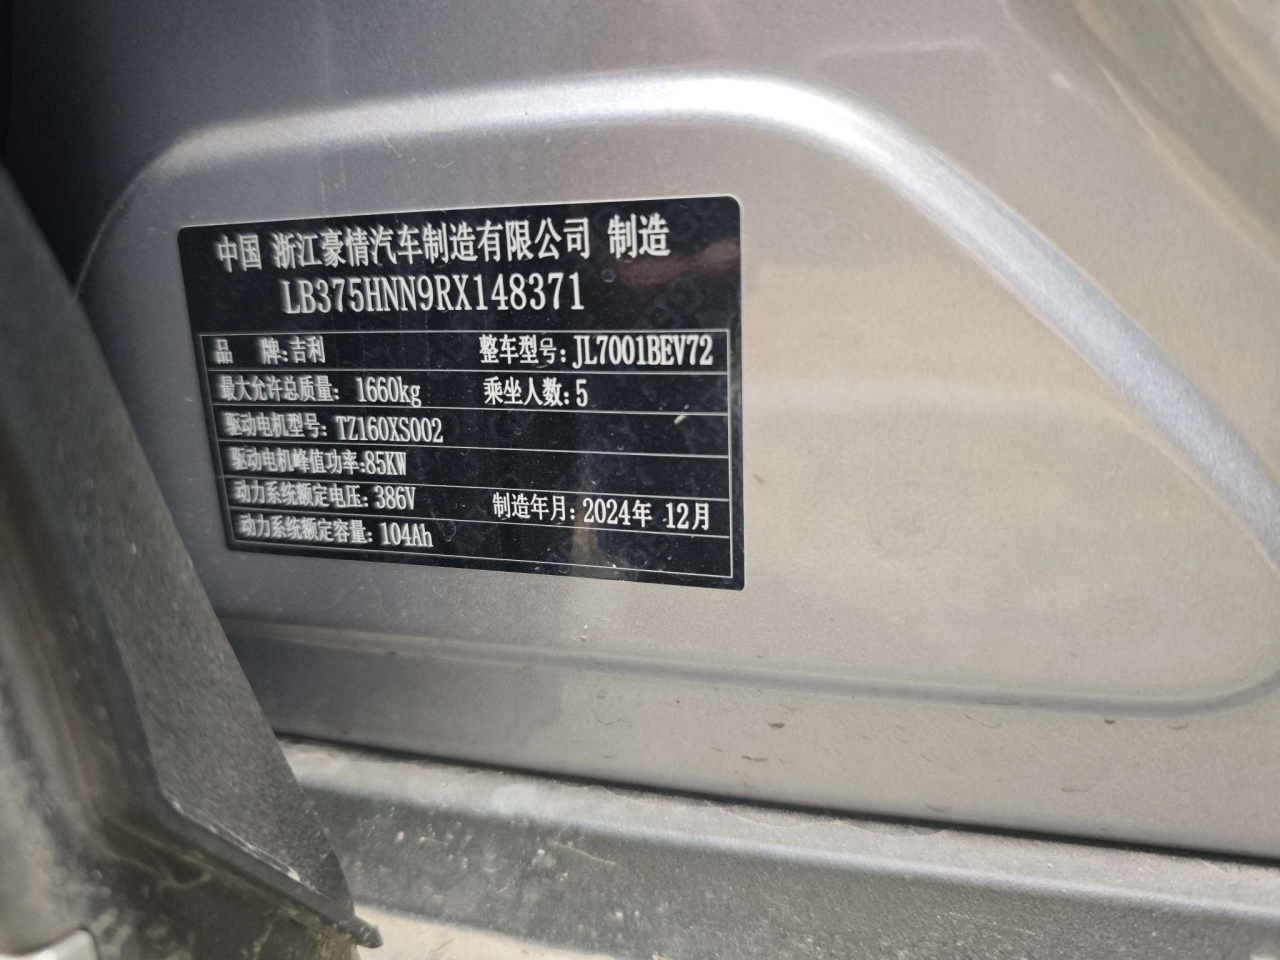 中国 浙江豪情汽车制造有限公司 制造
LB375HNN9RX148371
品 牌:吉利 整车型号:JL7001BEV72
最大允许总质量: 1660kg 乘坐人数:5
驱动电机型号: TZ160XS002
驱动电机峰值功率:85KW
动力系统额定电压: 386V 制造年月: 2024年 12月
动力系统额定容量: 104Ah